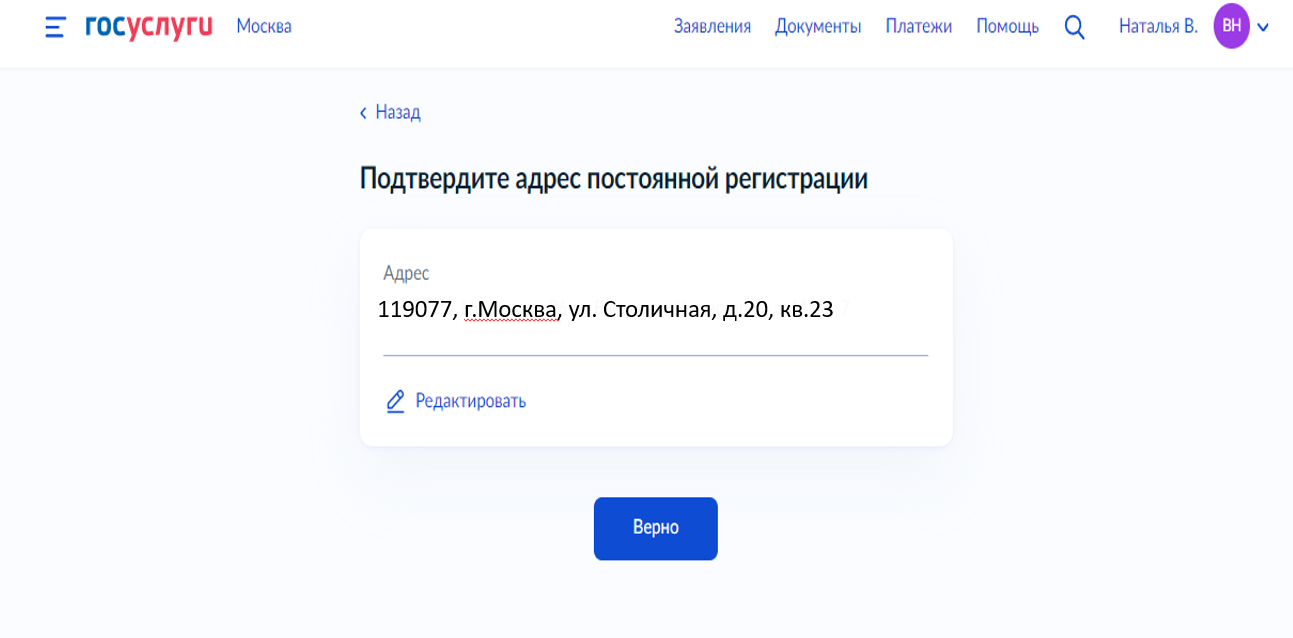 госуслуги Москва Заявления Документы Платежи Помощь Наталья В. ВН
Назад
Подтвердите адрес постоянной регистрации
Адрес
119077, г.Москва, ул. Столичная, д.20, кв.23
Редактировать
Верно